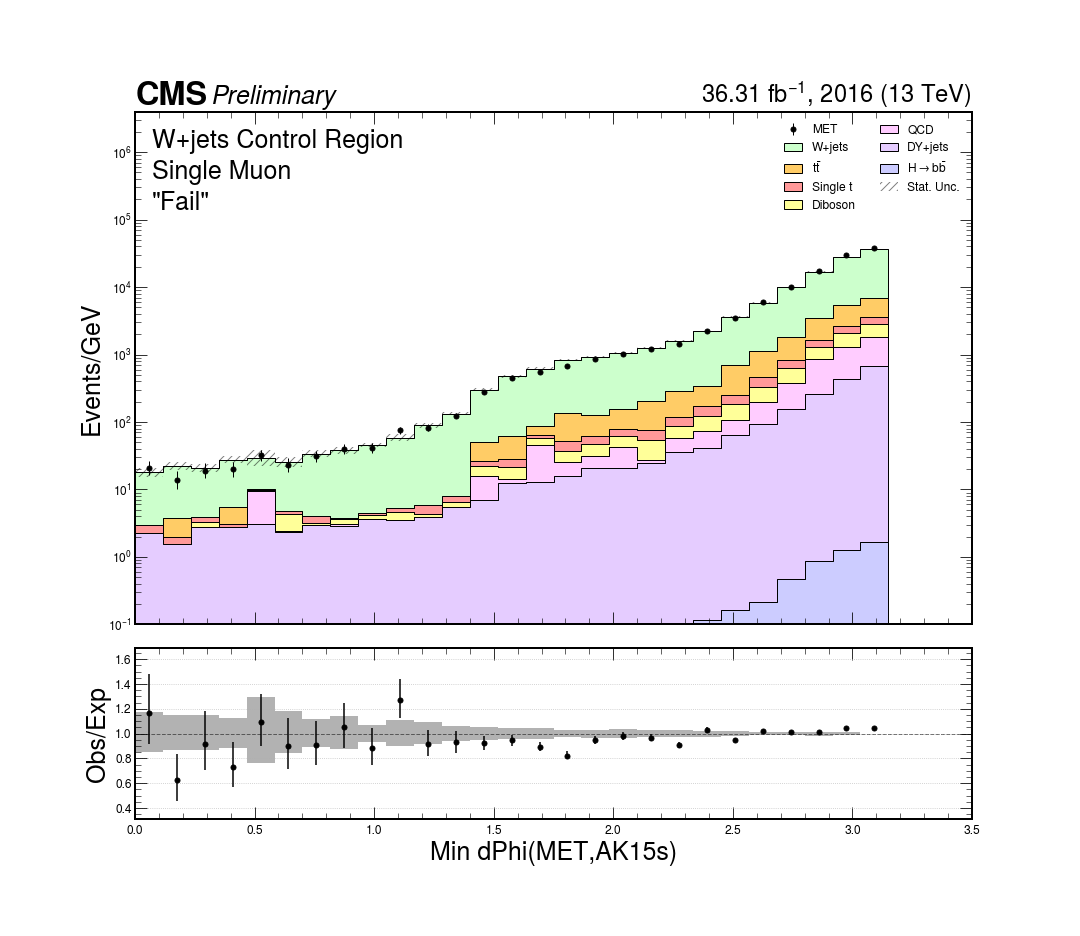 CMS Preliminary 36.31 fb⁻¹, 2016 (13 TeV)
W+jets Control Region
Single Muon
"Fail"
MET
W+jets
tt̄
Single t
Diboson
QCD
DY+jets
H→bb̄
Stat. Unc.
Events/GeV
10⁶
10⁵
10⁴
10³
10²
10¹
10⁰
10⁻¹
Obs/Exp
1.6
1.4
1.2
1.0
0.8
0.6
0.4
0.0 0.5 1.0 1.5 2.0 2.5 3.0 3.5
Min dPhi(MET,AK15s)